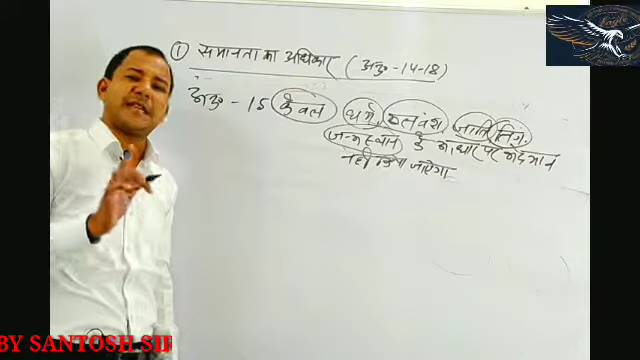 ① समानता का अधिकार ( अनु -14-18)
अनु -15 केवल धर्म, मूलवंश, जाति लिंग,
जन्मस्थान के आधार पर भेदभाव
नहीं किया जाएगा
BY SANTOSH SIR